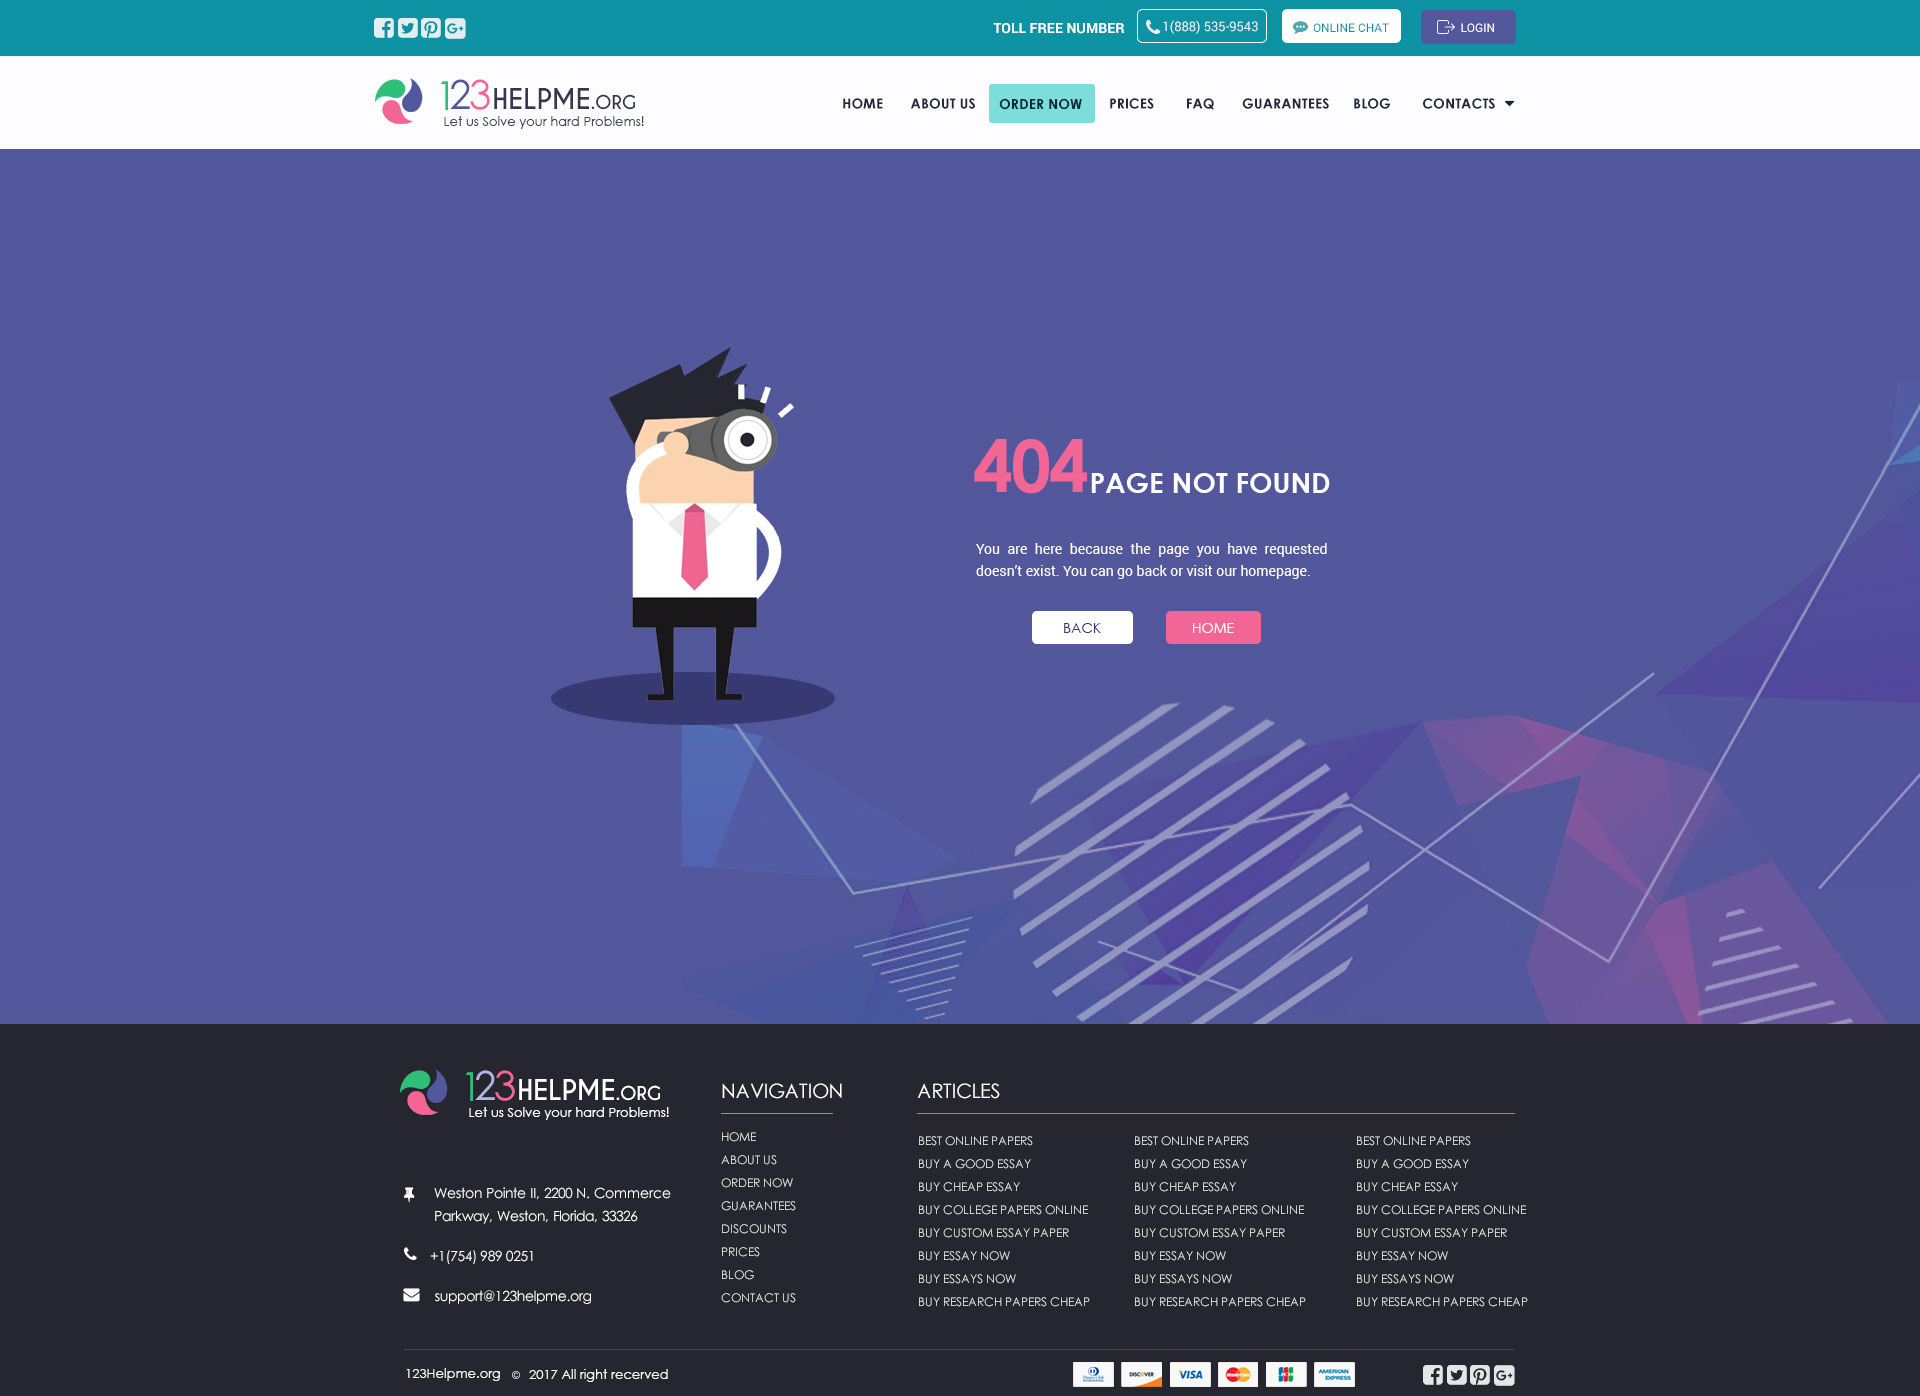 TOLL FREE NUMBER 1(888) 535-9543 ONLINE CHAT LOGIN
123HELPME.ORG
Let us Solve your hard Problems!
HOME ABOUT US ORDER NOW PRICES FAQ GUARANTEES BLOG CONTACTS
404 PAGE NOT FOUND
You are here because the page you have requested
doesn't exist. You can go back or visit our homepage.
BACK HOME
123HELPME.ORG
Let us Solve your hard Problems!
Weston Pointe II, 2200 N. Commerce
Parkway, Weston, Florida, 33326
+1(754) 989 0251
support@123helpme.org
NAVIGATION
HOME
ABOUT US
ORDER NOW
GUARANTEES
DISCOUNTS
PRICES
BLOG
CONTACT US
ARTICLES
BEST ONLINE PAPERS
BUY A GOOD ESSAY
BUY CHEAP ESSAY
BUY COLLEGE PAPERS ONLINE
BUY CUSTOM ESSAY PAPER
BUY ESSAY NOW
BUY ESSAYS NOW
BUY RESEARCH PAPERS CHEAP
BEST ONLINE PAPERS
BUY A GOOD ESSAY
BUY CHEAP ESSAY
BUY COLLEGE PAPERS ONLINE
BUY CUSTOM ESSAY PAPER
BUY ESSAY NOW
BUY ESSAYS NOW
BUY RESEARCH PAPERS CHEAP
BEST ONLINE PAPERS
BUY A GOOD ESSAY
BUY CHEAP ESSAY
BUY COLLEGE PAPERS ONLINE
BUY CUSTOM ESSAY PAPER
BUY ESSAY NOW
BUY ESSAYS NOW
BUY RESEARCH PAPERS CHEAP
123Helpme.org © 2017 All right recerved
DISCOVER VISA MasterCard JCB AMERICAN EXPRESS